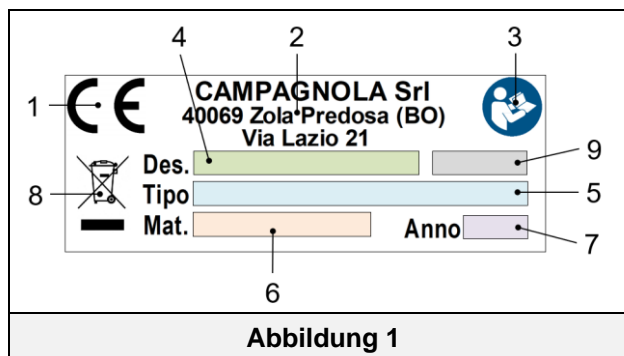 4 2 3
1 CE CAMPAGNOLA Srl
40069 Zola Predosa (BO)
Via Lazio 21
Des. 9
8 Tipo 5
Mat. Anno 7
6
Abbildung 1